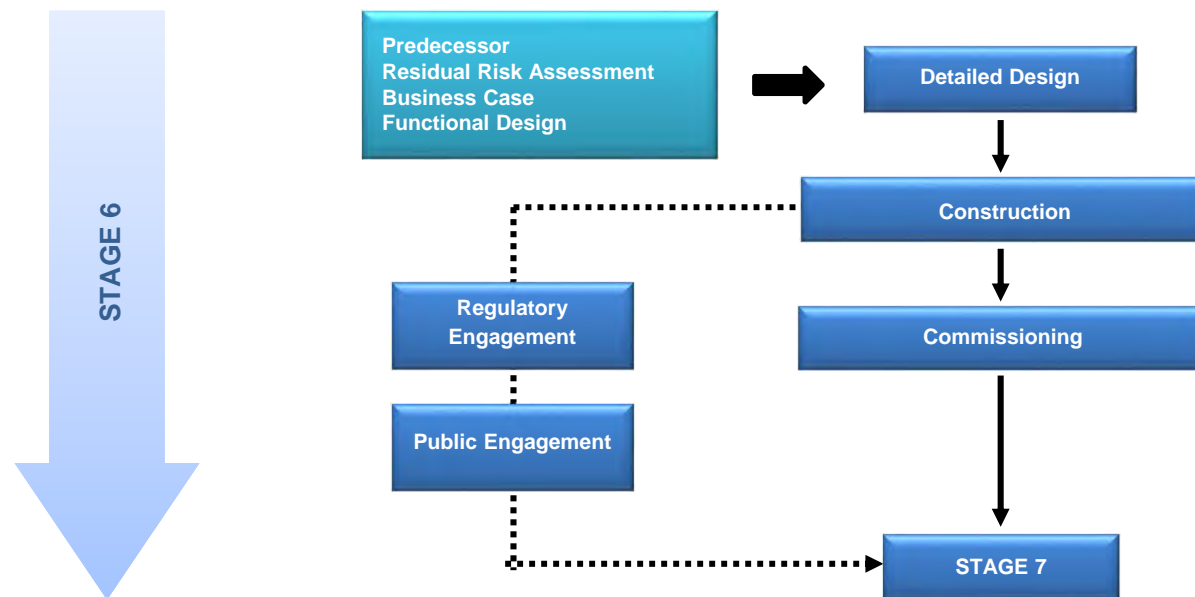 STAGE 6
Predecessor
Residual Risk Assessment
Business Case
Functional Design
Detailed Design
Construction
Regulatory
Engagement
Commissioning
Public Engagement
STAGE 7